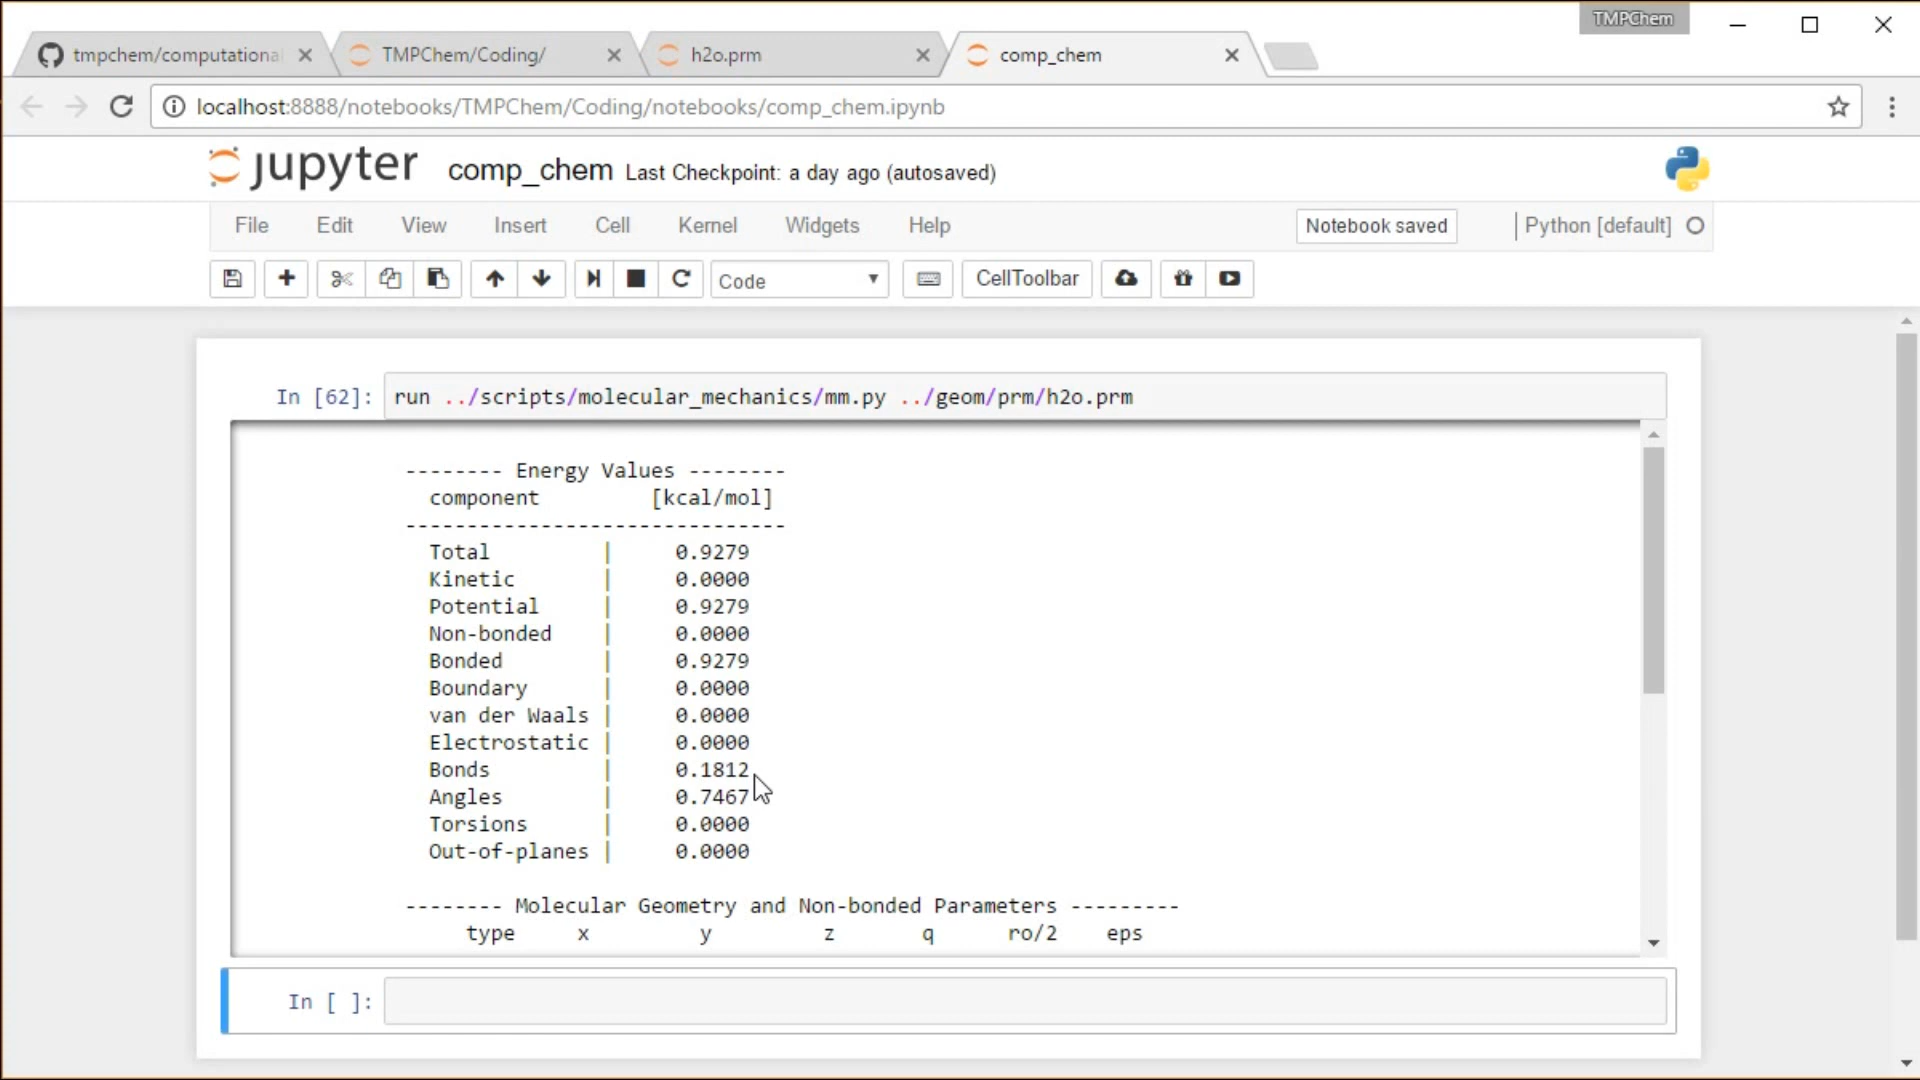 TMPChem
tmpchem/computational
TMPChem/Coding/
h2o.prm
comp_chem
localhost:8888/notebooks/TMPChem/Coding/notebooks/comp_chem.ipynb
jupyter comp_chem Last Checkpoint: a day ago (autosaved)
File Edit View Insert Cell Kernel Widgets Help Notebook saved Python [default]
Code CellToolbar
In [62]: run ../scripts/molecular_mechanics/mm.py ../geom/prm/h2o.prm
-------- Energy Values --------
component [kcal/mol]
-------------------------------
Total | 0.9279
Kinetic | 0.0000
Potential | 0.9279
Non-bonded | 0.0000
Bonded | 0.9279
Boundary | 0.0000
van der Waals | 0.0000
Electrostatic | 0.0000
Bonds | 0.1812
Angles | 0.7467
Torsions | 0.0000
Out-of-planes | 0.0000
-------- Molecular Geometry and Non-bonded Parameters ---------
type x y z q ro/2 eps
In [ ]: